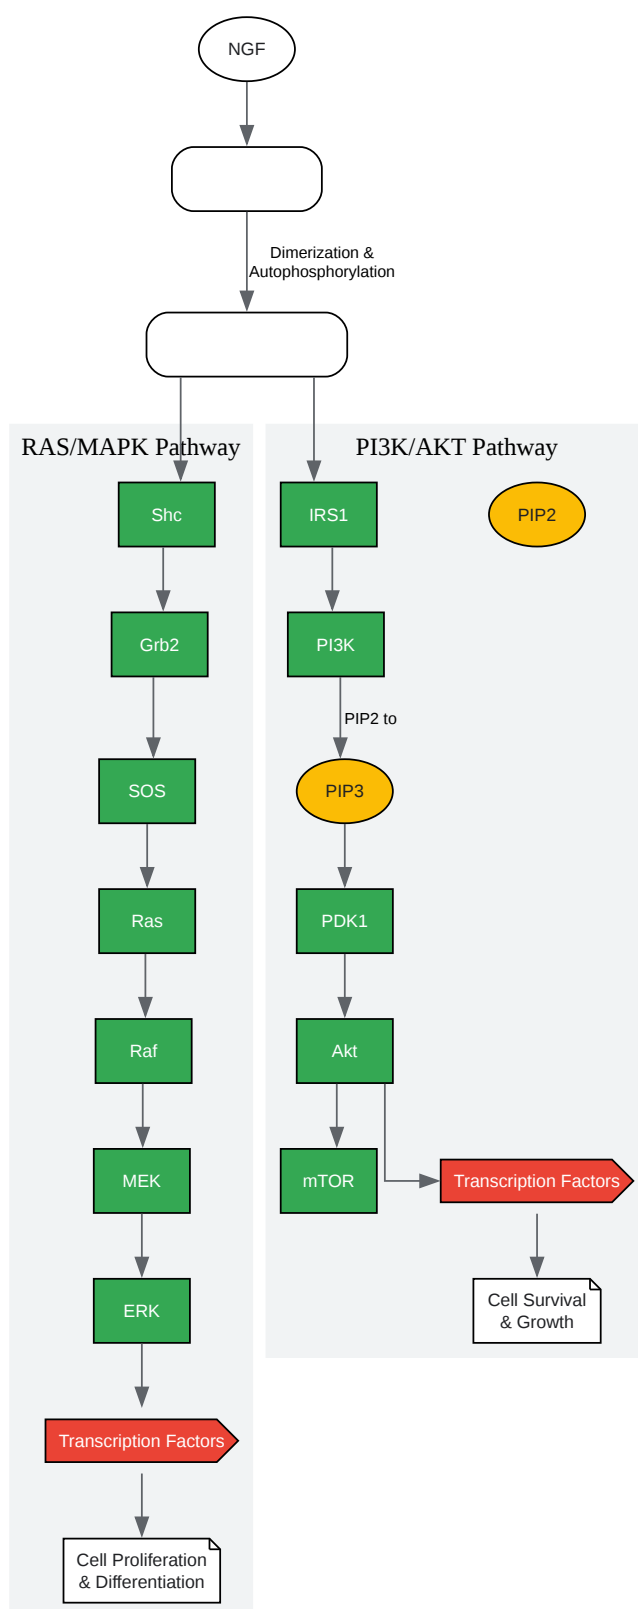 NGF
Dimerization &
Autophosphorylation
RAS/MAPK Pathway
Shc
Grb2
SOS
Ras
Raf
MEK
ERK
Transcription Factors
Cell Proliferation
& Differentiation
PI3K/AKT Pathway
IRS1
PIP2
PI3K
PIP2 to
PIP3
PDK1
Akt
mTOR
Transcription Factors
Cell Survival
& Growth